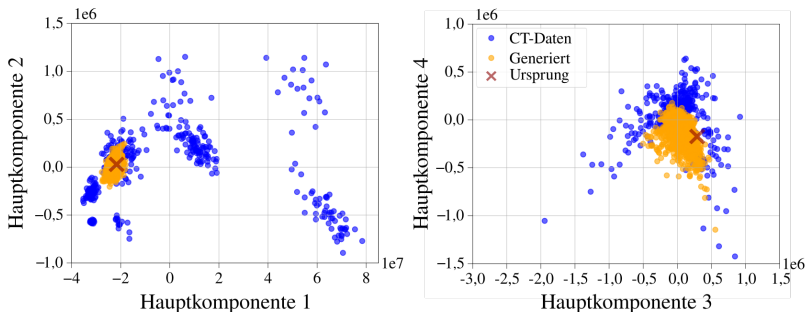 1e6
1,5
1,0
0,5
0,0
−0,5
−1,0
−4
−2
0
2
4
6
8
1e7
Hauptkomponente 1
Hauptkomponente 2
1e6
1,0
0,5
0,0
−0,5
−1,0
−1,5
-3,0
−2,5
−2,0
−1,5
−1,0
-0,5
0,0
0,5
1,0
1,5
1e6
Hauptkomponente 3
Hauptkomponente 4
CT-Daten
Generiert
Ursprung